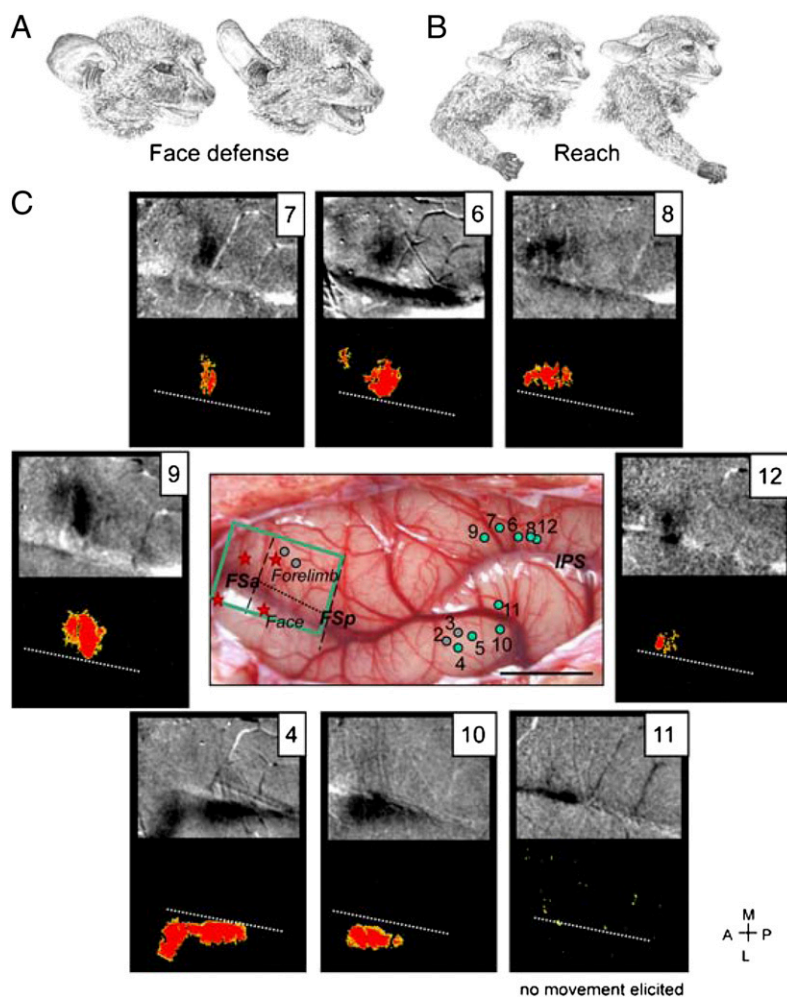 A
B
Face defense
Reach
C
7
6
8
9
12
7
6
8
12
9
IPS
Forelimb
FSa
Face
FSp
11
3
2
5
10
4
4
10
11
M
A P
L
no movement elicited